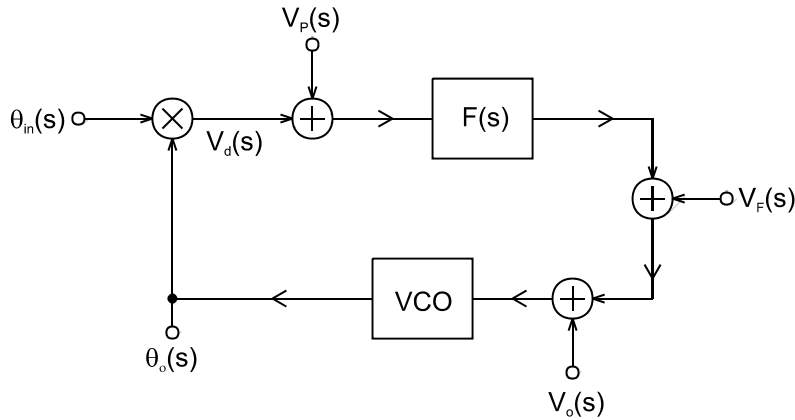 V_P(s)
θ_in(s)
V_d(s)
F(s)
V_F(s)
VCO
θ_o(s)
V_o(s)